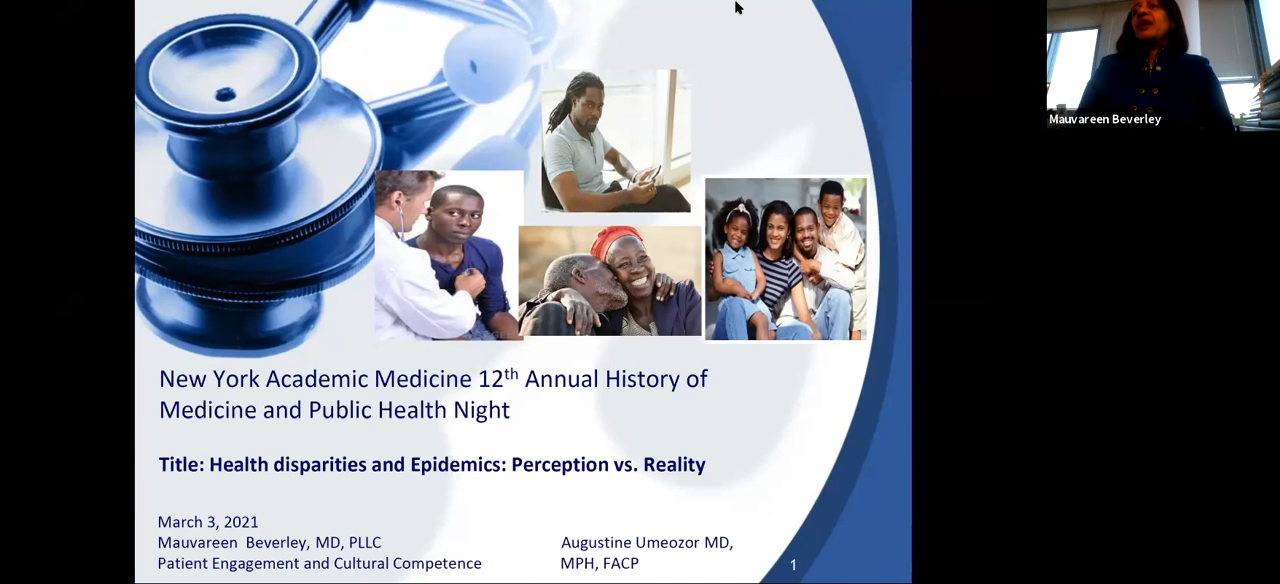 Mauvareen Beverley
New York Academic Medicine 12th Annual History of
Medicine and Public Health Night
Title: Health disparities and Epidemics: Perception vs. Reality
March 3, 2021
Mauvareen Beverley, MD, PLLC
Patient Engagement and Cultural Competence
Augustine Umeozor MD,
MPH, FACP
1